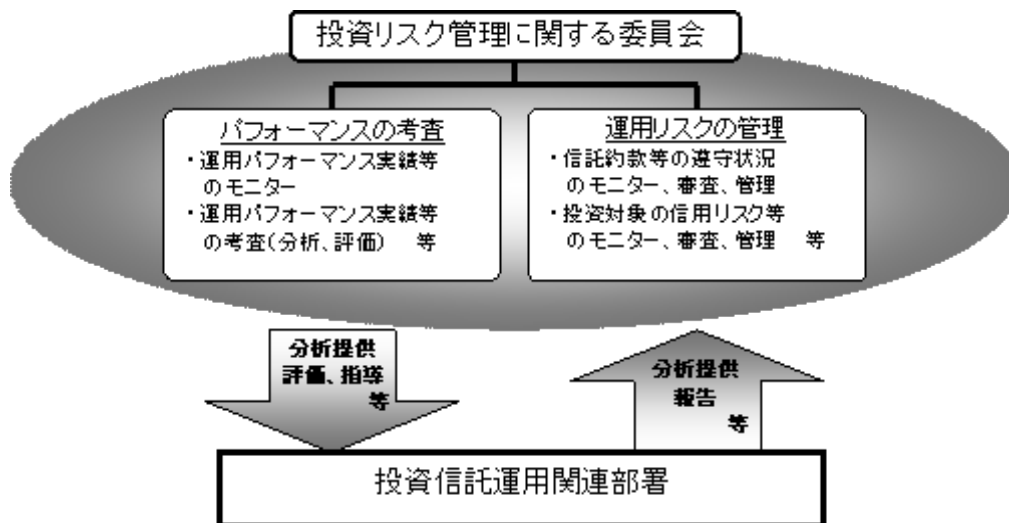 投資リスク管理に関する委員会
パフォーマンスの考査
・運用パフォーマンス実績等
のモニター
・運用パフォーマンス実績等
の考査(分析、評価) 等
運用リスクの管理
・信託約款等の遵守状況
のモニター、審査、管理
・投資対象の信用リスク等
のモニター、審査、管理 等
分析提供
評価、指導
等
分析提供
報告
等
投資信託運用関連部署